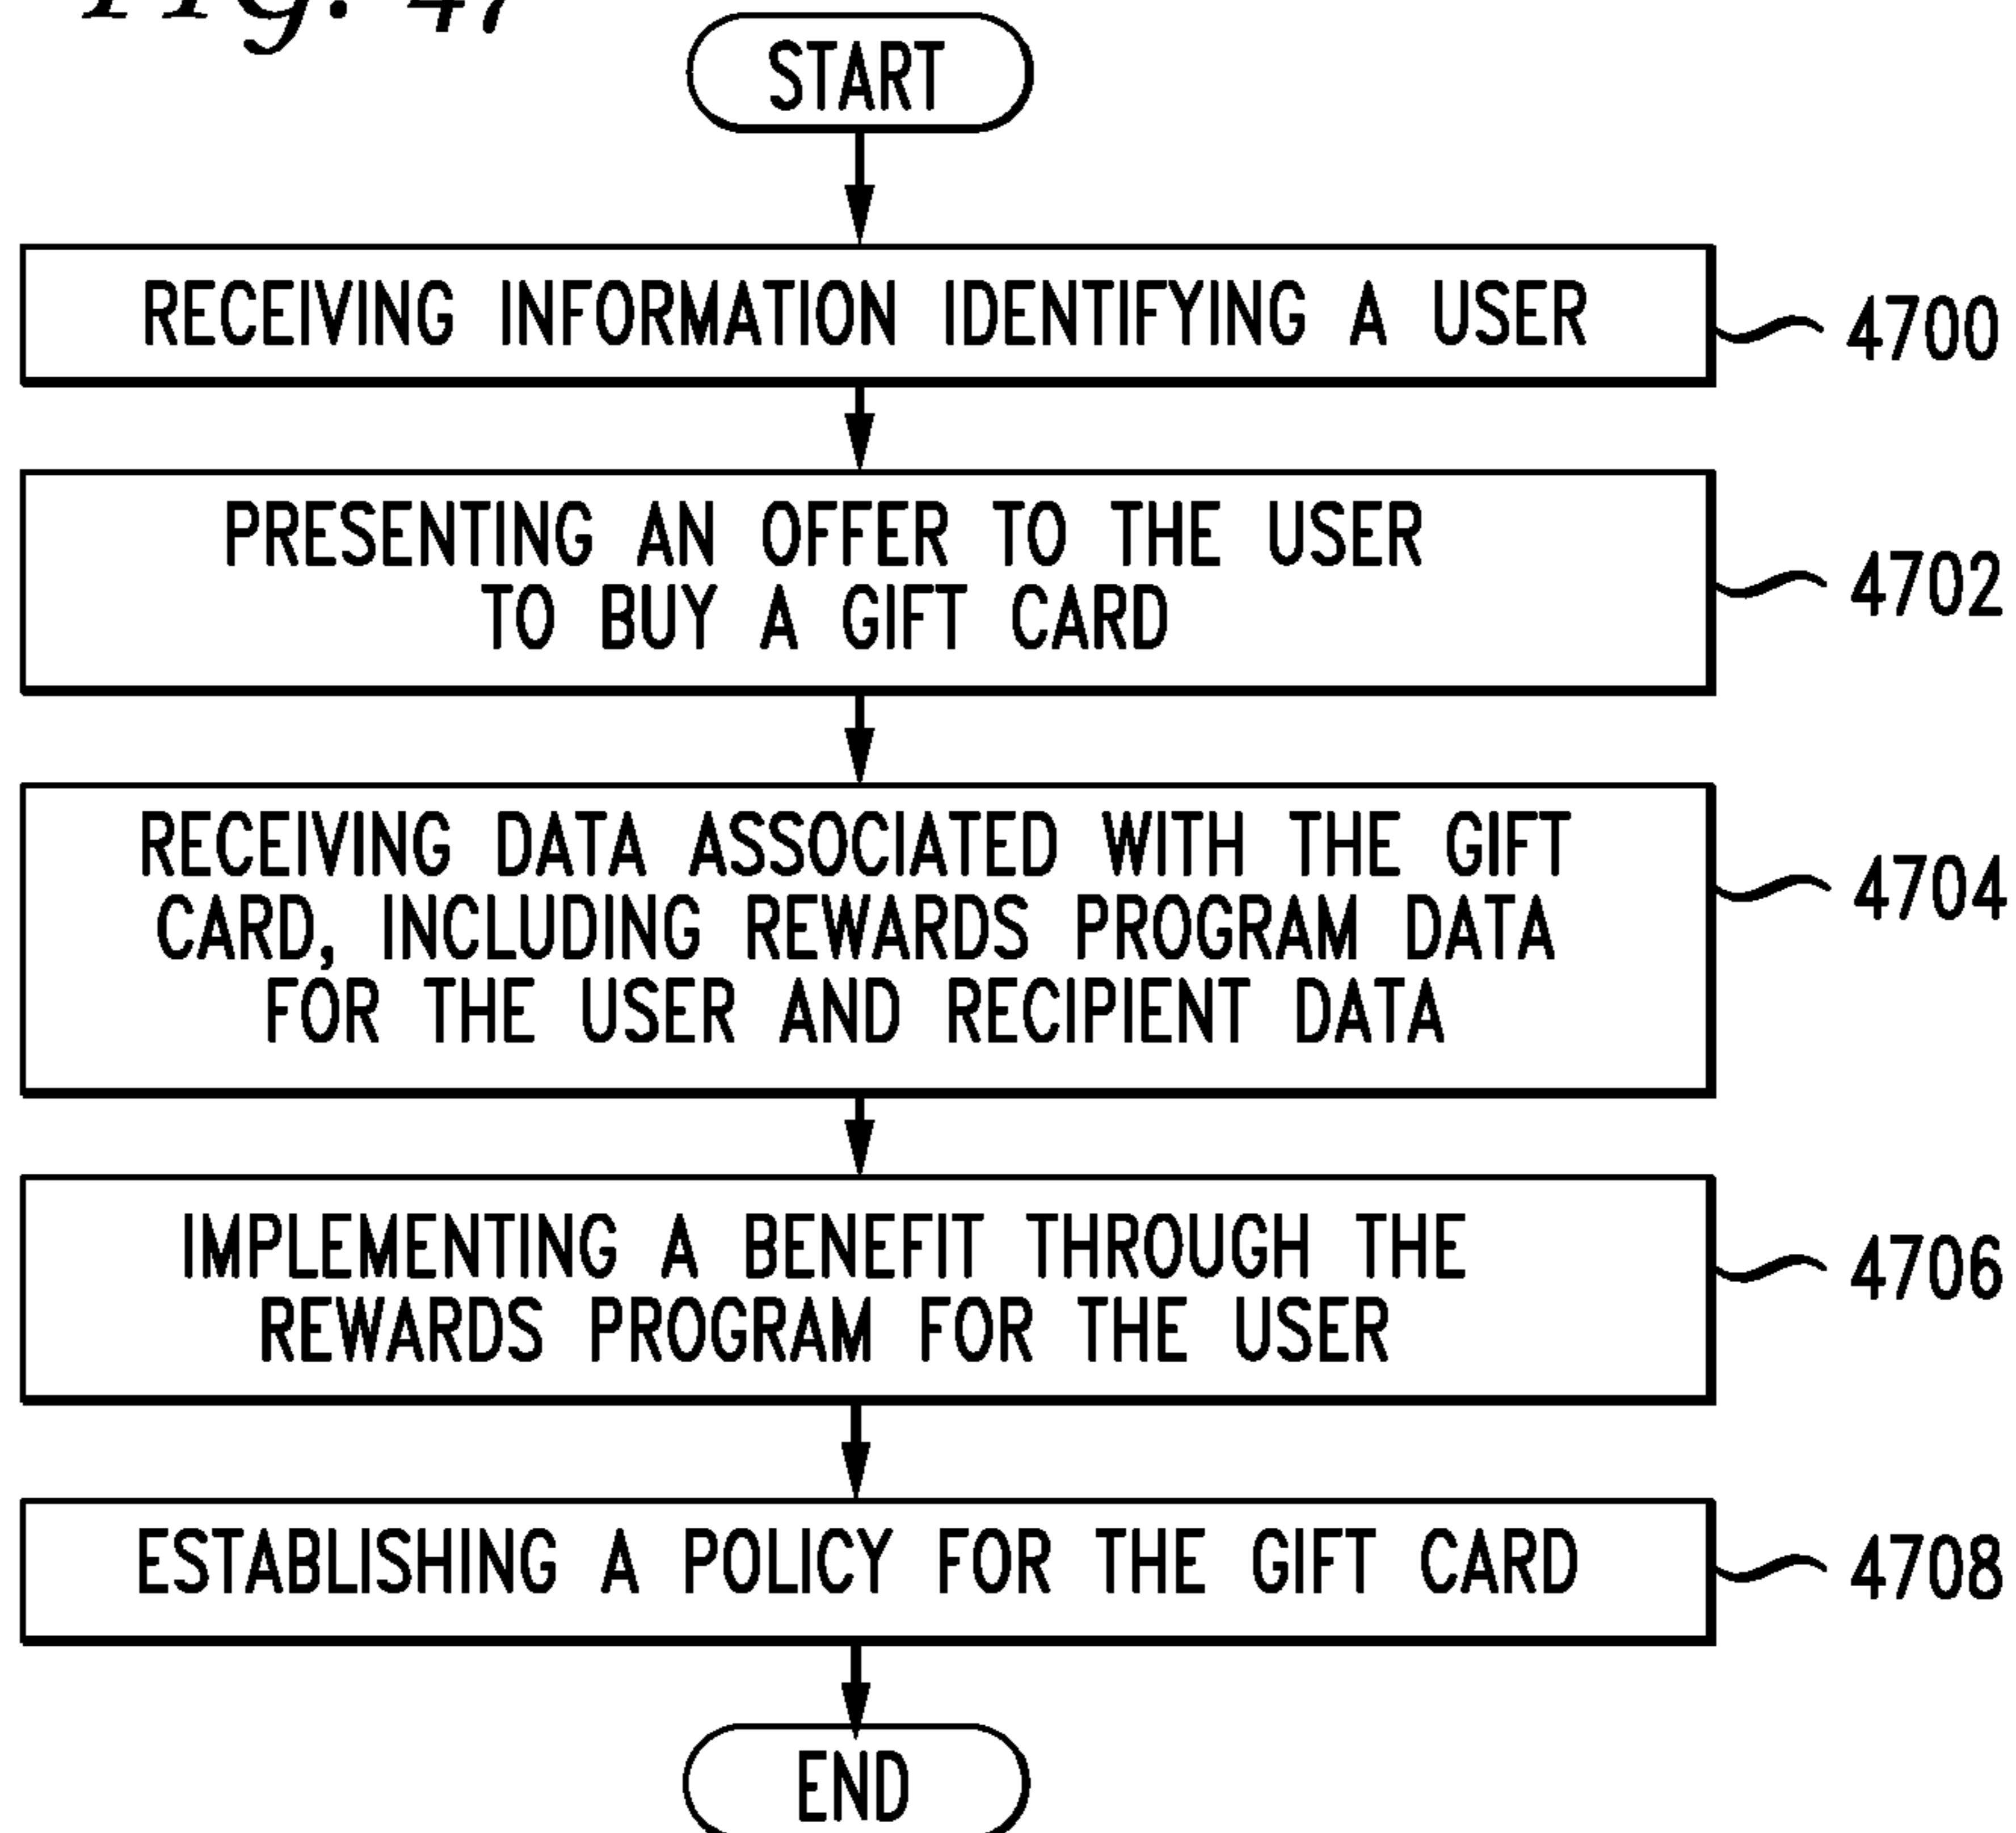 Fig. 47
START
RECEIVING INFORMATION IDENTIFYING A USER
4700
PRESENTING AN OFFER TO THE USER
TO BUY A GIFT CARD
4702
RECEIVING DATA ASSOCIATED WITH THE GIFT
CARD, INCLUDING REWARDS PROGRAM DATA
FOR THE USER AND RECIPIENT DATA
4704
IMPLEMENTING A BENEFIT THROUGH THE
REWARDS PROGRAM FOR THE USER
4706
ESTABLISHING A POLICY FOR THE GIFT CARD
4708
END